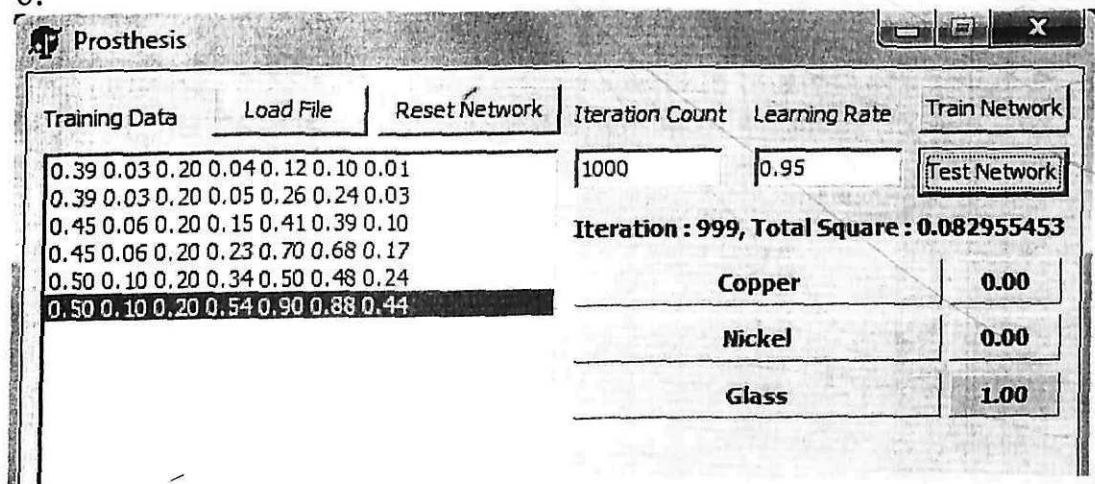 Prosthesis
X
Training Data Load File Reset Network Iteration Count Learning Rate Train Network
1000 0.95 Test Network
0.39 0.03 0.20 0.04 0.12 0.10 0.01
0.39 0.03 0.20 0.05 0.26 0.24 0.03
0.45 0.06 0.20 0.15 0.41 0.39 0.10
0.45 0.06 0.20 0.23 0.70 0.68 0.17
0.50 0.10 0.20 0.34 0.50 0.48 0.24
0.50 0.10 0.20 0.54 0.90 0.88 0.44
Iteration : 999, Total Square : 0.082955453
Copper 0.00
Nickel 0.00
Glass 1.00